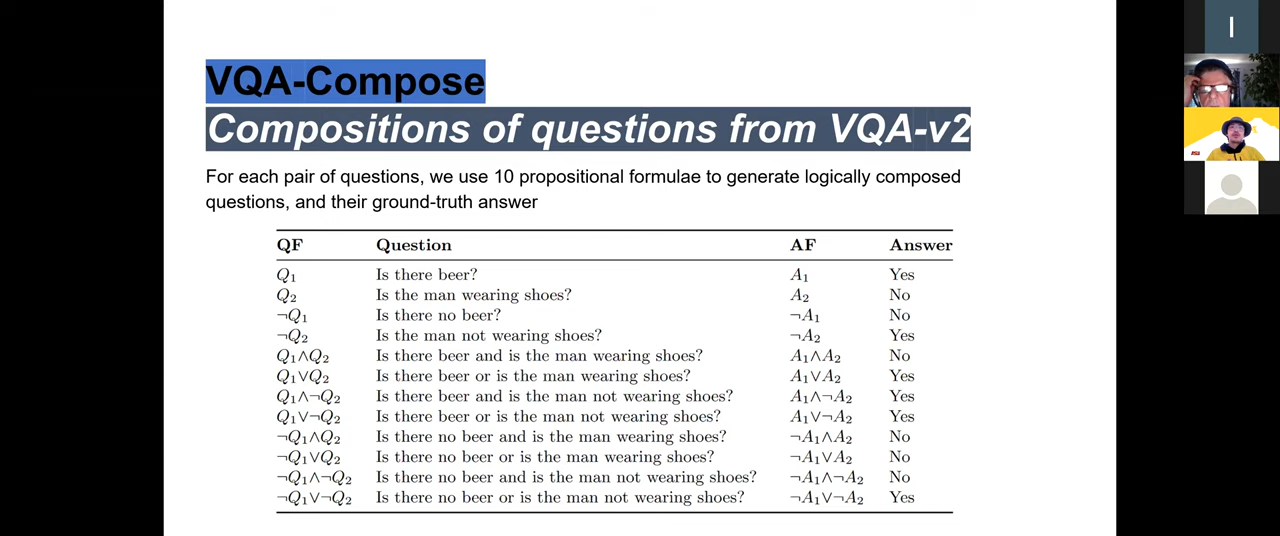 VQA-Compose
Compositions of questions from VQA-v2
For each pair of questions, we use 10 propositional formulae to generate logically composed
questions, and their ground-truth answer
QF Question AF Answer
Q₁ Is there beer? A₁ Yes
Q₂ Is the man wearing shoes? A₂ No
¬Q₁ Is there no beer? ¬A₁ No
¬Q₂ Is the man not wearing shoes? ¬A₂ Yes
Q₁∧Q₂ Is there beer and is the man wearing shoes? A₁∧A₂ No
Q₁∨Q₂ Is there beer or is the man wearing shoes? A₁∨A₂ Yes
Q₁∧¬Q₂ Is there beer and is the man not wearing shoes? A₁∧¬A₂ Yes
Q₁∨¬Q₂ Is there beer or is the man not wearing shoes? A₁∨¬A₂ Yes
¬Q₁∧Q₂ Is there no beer and is the man wearing shoes? ¬A₁∧A₂ No
¬Q₁∨Q₂ Is there no beer or is the man wearing shoes? ¬A₁∨A₂ No
¬Q₁∧¬Q₂ Is there no beer and is the man not wearing shoes? ¬A₁∧¬A₂ No
¬Q₁∨¬Q₂ Is there no beer or is the man not wearing shoes? ¬A₁∨¬A₂ Yes
I